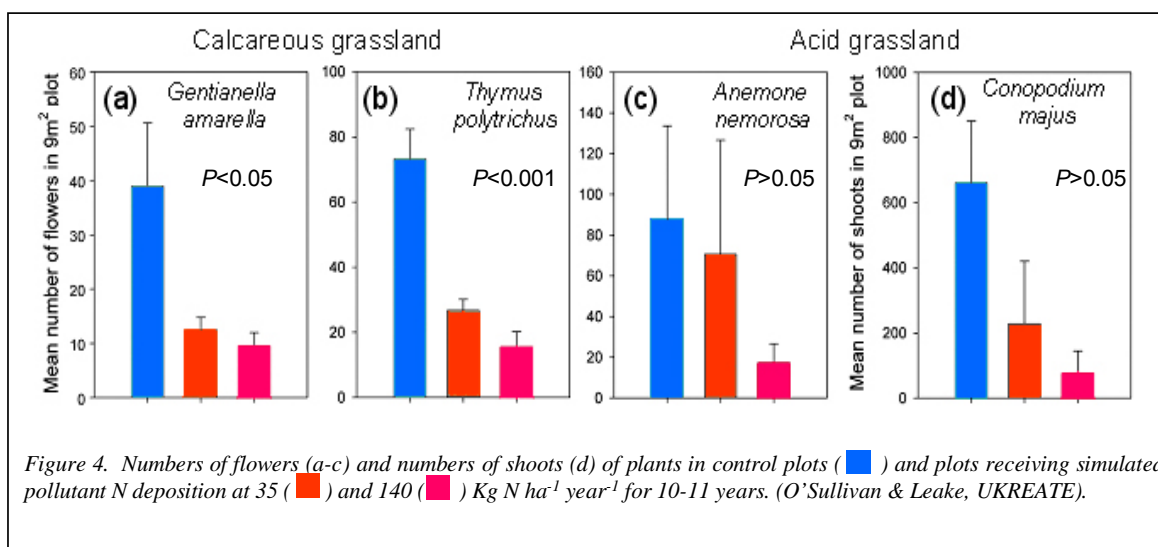 Calcareous grassland
Acid grassland
Mean number of flowers in 9m² plot
60
50
40
30
20
10
0
(a)
Gentianella
amarella
P<0.05
100
80
60
40
20
0
(b)
Thymus
polytrichus
P<0.001
160
140
120
100
80
60
40
20
0
(c)
Anemone
nemorosa
P>0.05
Mean number of shoots in 9m² plot
1000
800
600
400
200
0
(d)
Conopodium
majus
P>0.05
Figure 4. Numbers of flowers (a-c) and numbers of shoots (d) of plants in control plots ( ) and plots receiving simulated
pollutant N deposition at 35 ( ) and 140 ( ) Kg N ha⁻¹ year⁻¹ for 10-11 years. (O'Sullivan & Leake, UKREATE).